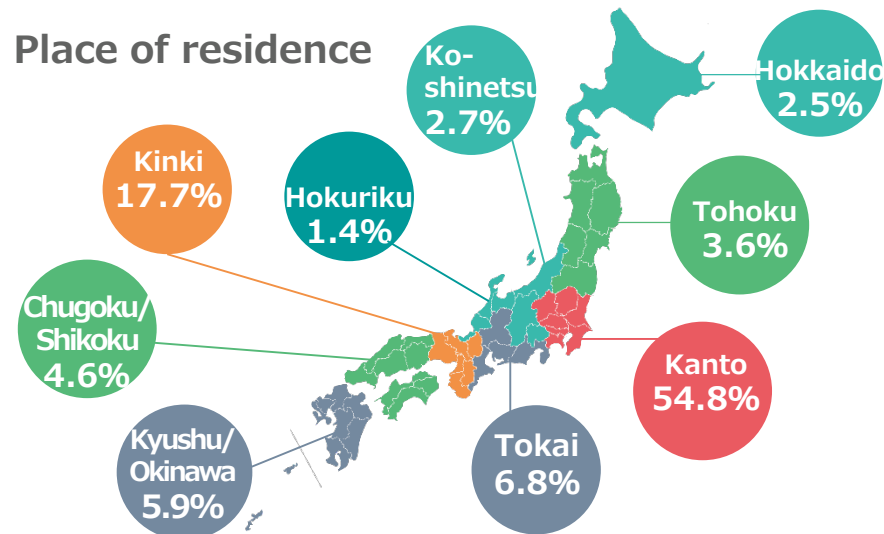 Place of residence
Ko-
shinetsu
2.7%
Hokkaido
2.5%
Kinki
17.7%
Hokuriku
1.4%
Tohoku
3.6%
Chugoku/
Shikoku
4.6%
Kanto
54.8%
Kyushu/
Okinawa
5.9%
Tokai
6.8%